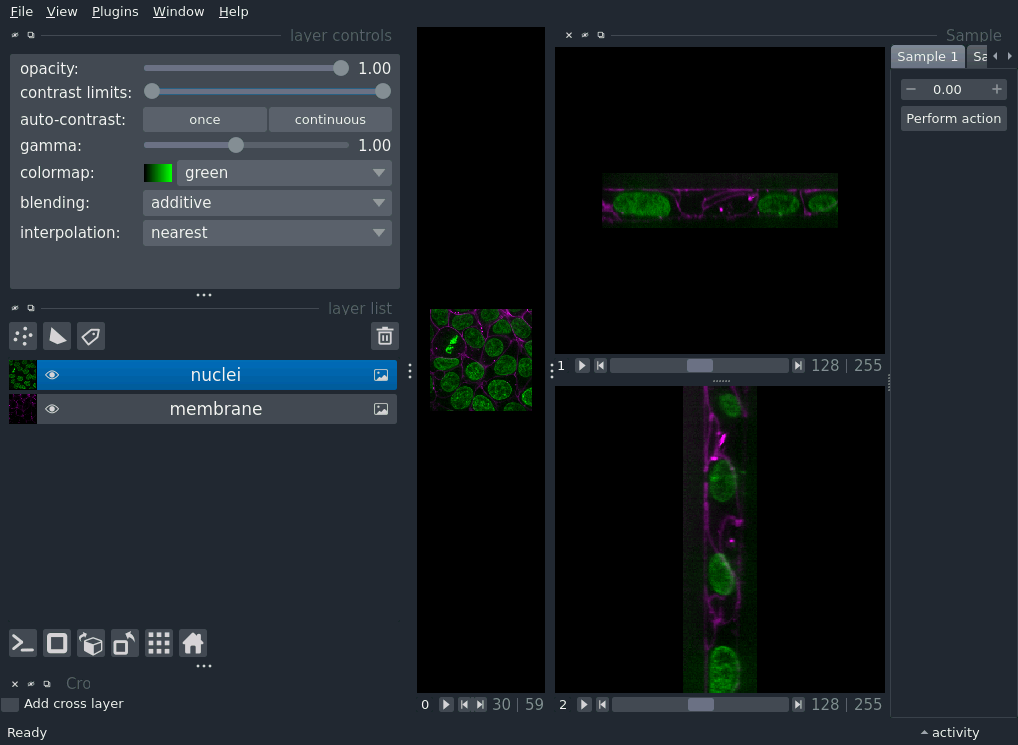 File View Plugins Window Help
layer controls
opacity: 1.00
contrast limits:
auto-contrast: once continuous
gamma: 1.00
colormap: green
blending: additive
interpolation: nearest
layer list
nuclei
membrane
Cro
Add cross layer
Ready
0 30 | 59
Sample
1 128 | 255
2 128 | 255
Sample 1 Sa
0.00
Perform action
activity